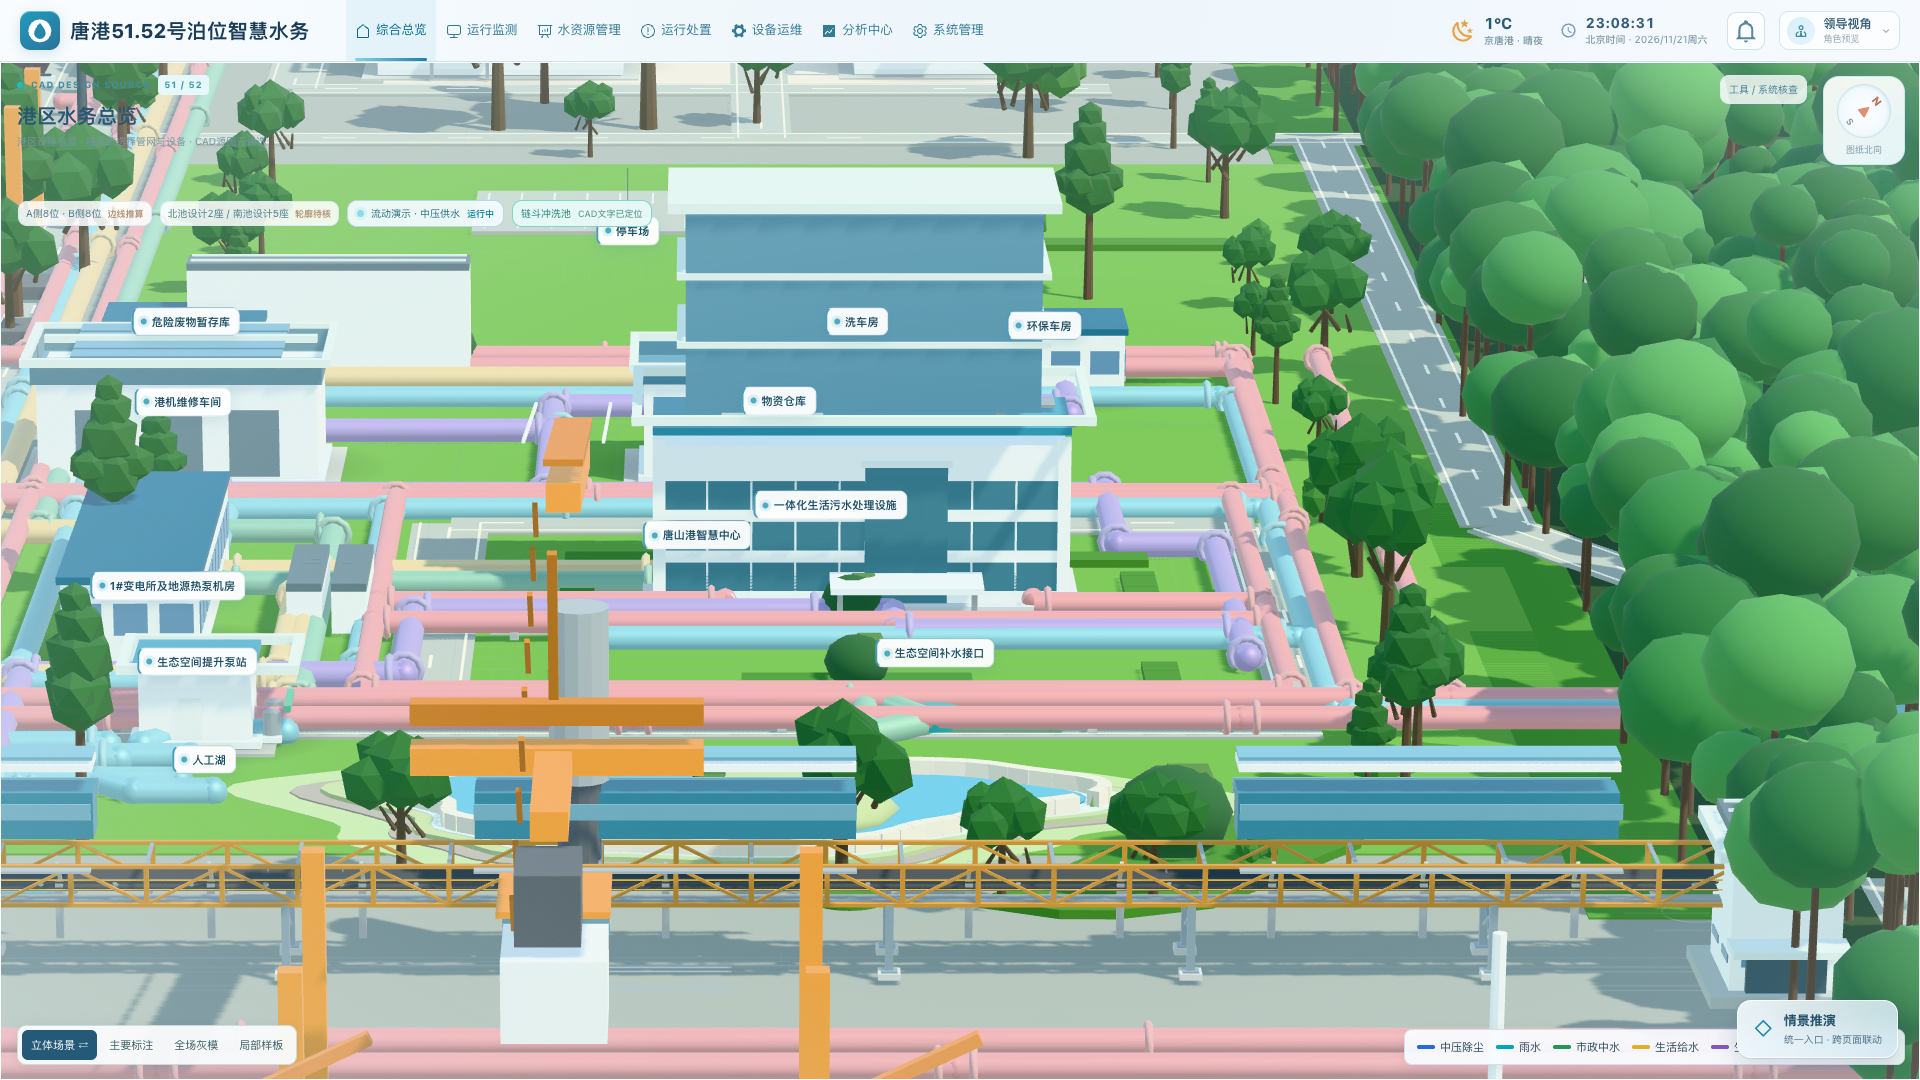 唐港51.52号泊位智慧水务
综合总览
运行监测
水资源管理
运行处置
设备运维
分析中心
系统管理
1°C
京唐港 · 晴夜
23:08:31
北京时间 · 2026/11/21周六
领导视角
角色预览
CAD DESIGN SOURCE
51 / 52
港区水务总览
工具 / 系统核查
N
S
图纸北向
A侧8位 · B侧8位 边线推算
北池设计2座 / 南池设计5座 轮廓待核
流动演示 · 中压供水 运行中
链斗冲洗池 CAD文字已定位
停车场
危险废物暂存库
洗车房
环保车房
港机维修车间
物资仓库
一体化生活污水处理设施
唐山港智慧中心
1#变电所及地源热泵机房
生态空间提升泵站
生态空间补水接口
人工湖
立体场景
主要标注
全场灰模
局部样板
中压除尘
雨水
市政中水
生活给水
情景推演
统一入口 · 跨页面联动